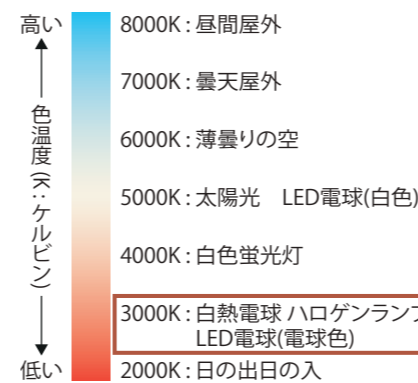 高い
8000K : 昼間屋外
7000K : 曇天屋外
6000K : 薄曇りの空
色温度(K:ケルビン)
5000K : 太陽光　LED電球(白色)
4000K : 白色蛍光灯
3000K : 白熱電球 ハロゲンランプ
LED電球(電球色)
低い
2000K : 日の出日の入